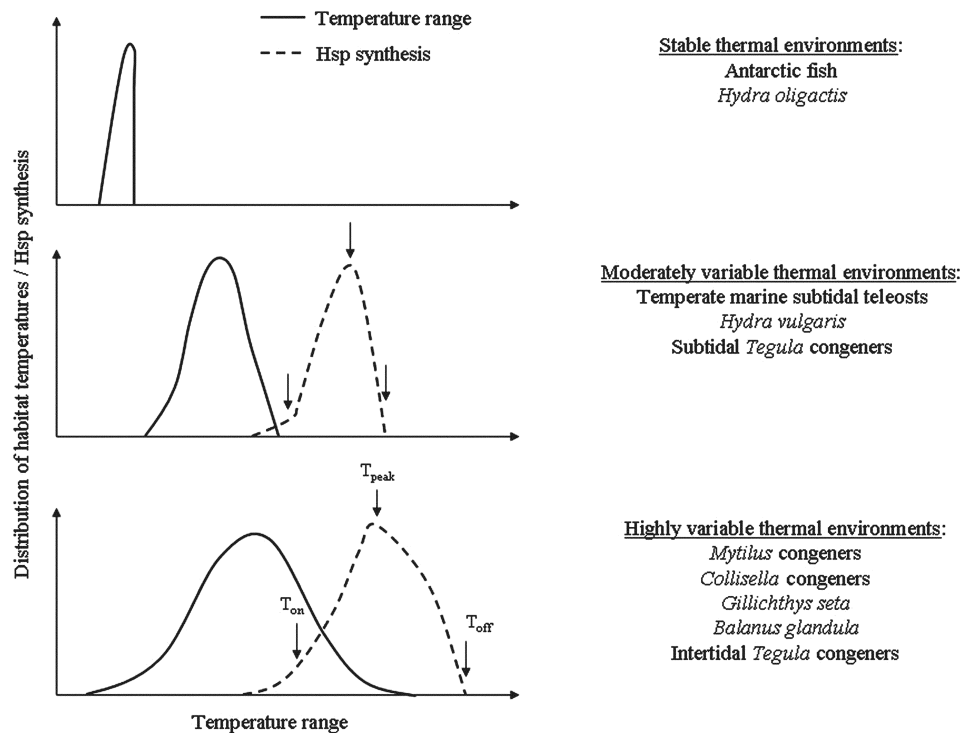 Temperature range
Hsp synthesis
Stable thermal environments:
Antarctic fish
Hydra oligactis
Distribution of habitat temperatures / Hsp synthesis
Moderately variable thermal environments:
Temperate marine subtidal teleosts
Hydra vulgaris
Subtidal Tegula congeners
Tpeak
Ton
Toff
Highly variable thermal environments:
Mytilus congeners
Collisella congeners
Gillichthys seta
Balanus glandula
Intertidal Tegula congeners
Temperature range